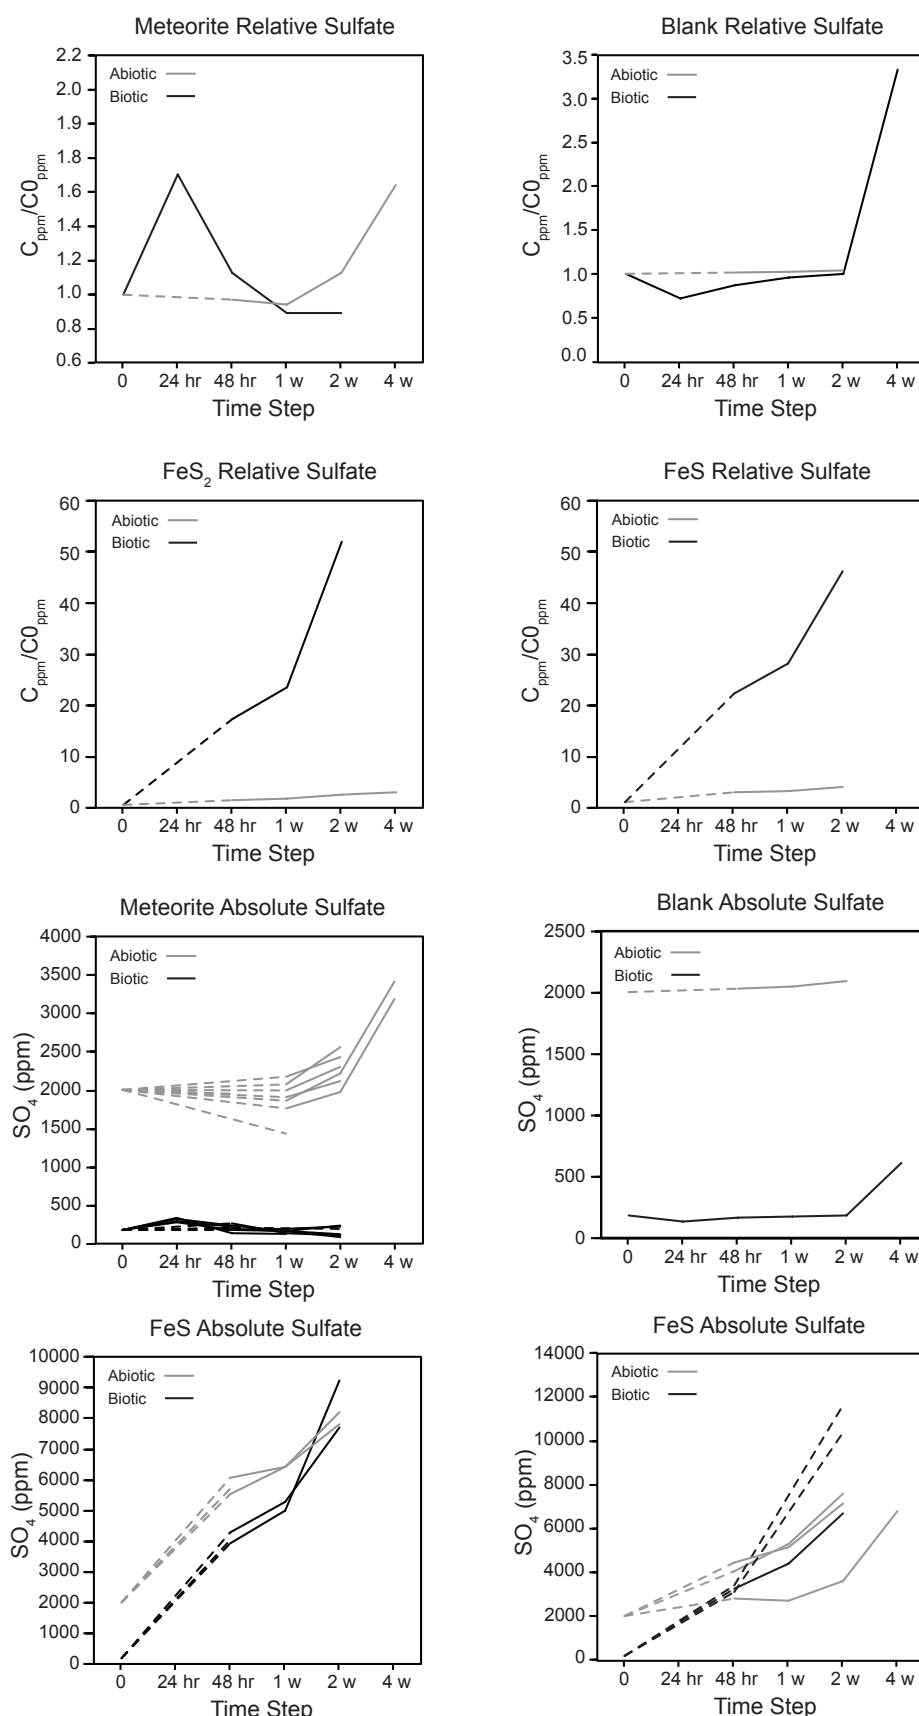 Meteorite Relative Sulfate
2.2
2.0
1.9
1.8
1.6
1.4
1.2
1.0
0.8
0.6
C_ppm/C0_ppm
Abiotic
Biotic
0 24 hr 48 hr 1 w 2 w 4 w
Time Step
Blank Relative Sulfate
3.5
3.0
2.5
2.0
1.5
1.0
0.5
0.0
C_ppm/C0_ppm
Abiotic
Biotic
0 24 hr 48 hr 1 w 2 w 4 w
Time Step
FeS₂ Relative Sulfate
60
50
40
30
20
10
0
C_ppm/C0_ppm
Abiotic
Biotic
0 24 hr 48 hr 1 w 2 w 4 w
Time Step
FeS Relative Sulfate
60
50
40
30
20
10
0
C_ppm/C0_ppm
Abiotic
Biotic
0 24 hr 48 hr 1 w 2 w 4 w
Time Step
Meteorite Absolute Sulfate
4000
3500
3000
2500
2000
1500
1000
500
0
SO₄ (ppm)
Abiotic
Biotic
0 24 hr 48 hr 1 w 2 w 4 w
Time Step
Blank Absolute Sulfate
2500
2000
1500
1000
500
0
SO₄ (ppm)
Abiotic
Biotic
0 24 hr 48 hr 1 w 2 w 4 w
Time Step
FeS Absolute Sulfate
10000
9000
8000
7000
6000
5000
4000
3000
2000
1000
0
SO₄ (ppm)
Abiotic
Biotic
0 24 hr 48 hr 1 w 2 w 4 w
Time Step
FeS Absolute Sulfate
14000
12000
10000
8000
6000
4000
2000
0
SO₄ (ppm)
Abiotic
Biotic
0 24 hr 48 hr 1 w 2 w 4 w
Time Step